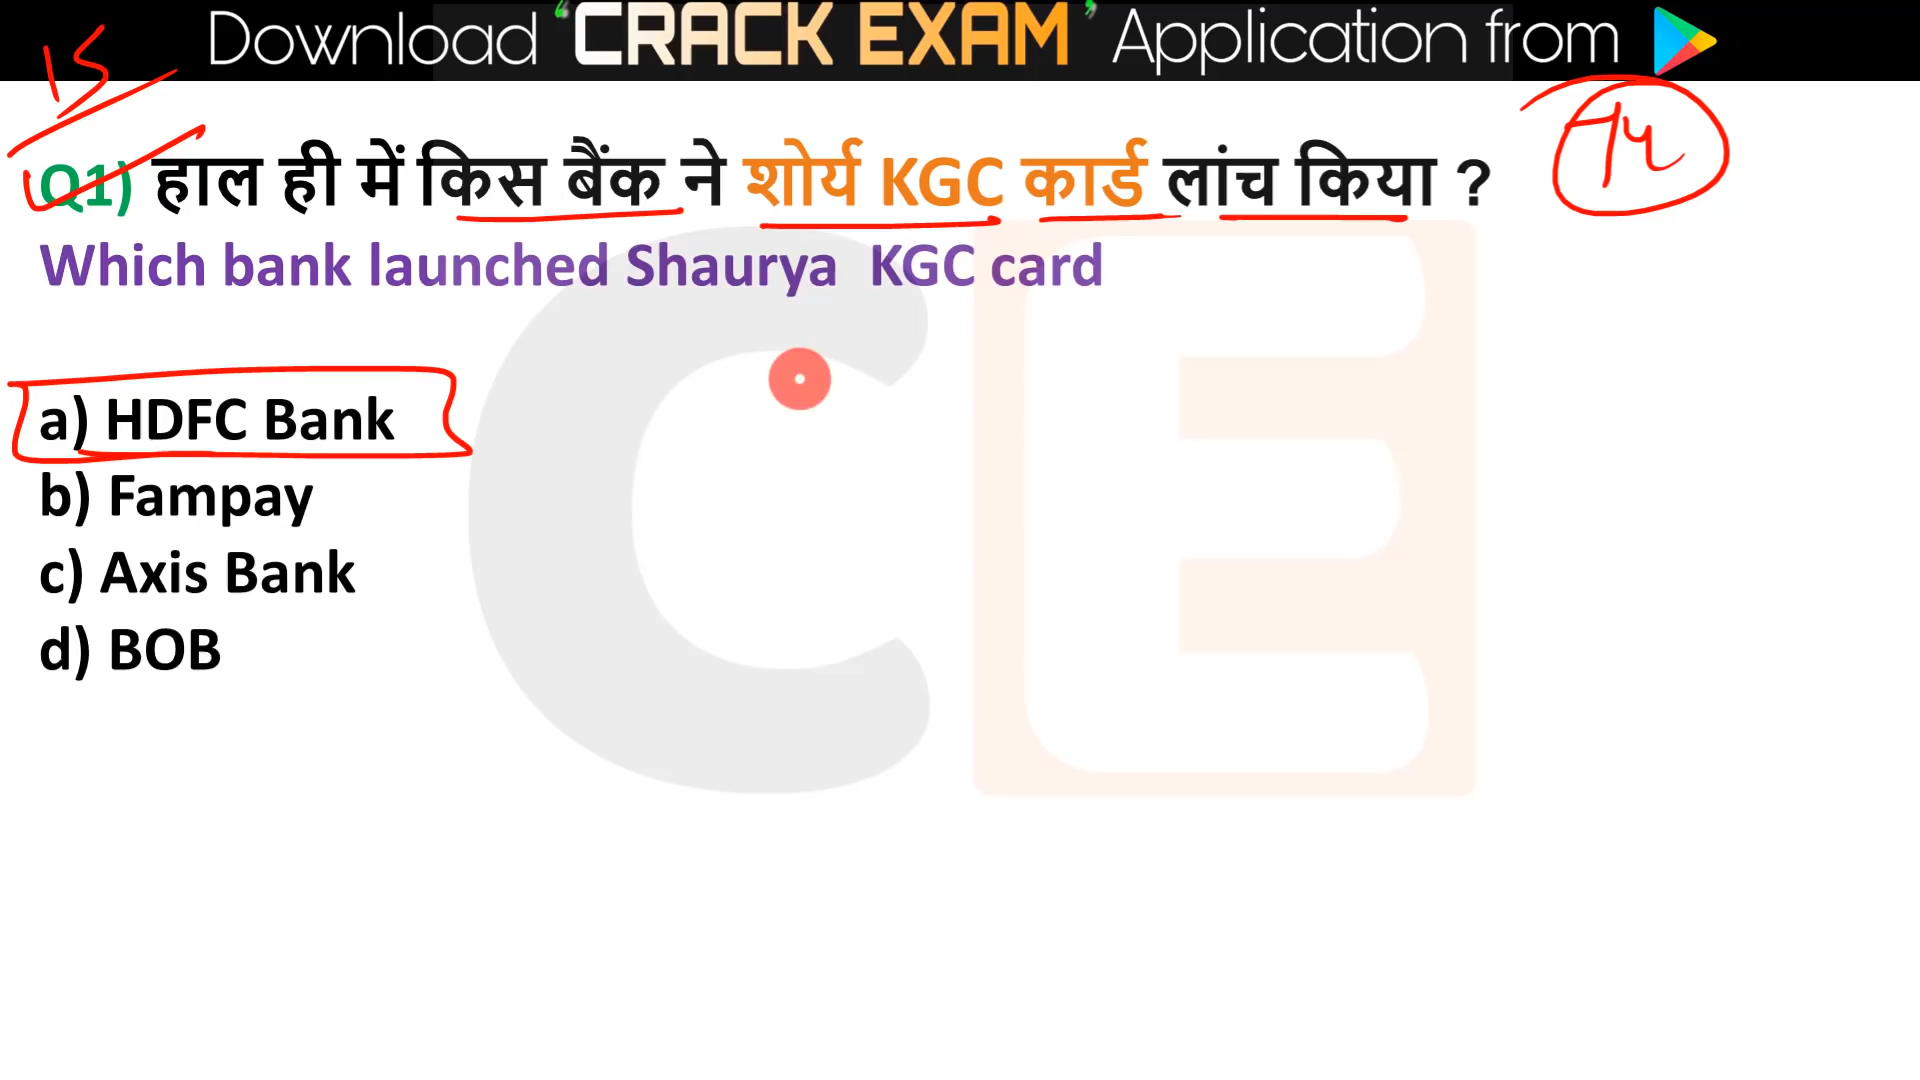 Download ‘CRACK EXAM’ Application from
15
Q1) हाल ही में किस बैंक ने शोर्य KGC कार्ड लांच किया ?
Which bank launched Shaurya KGC card
a) HDFC Bank
b) Fampay
c) Axis Bank
d) BOB
CE